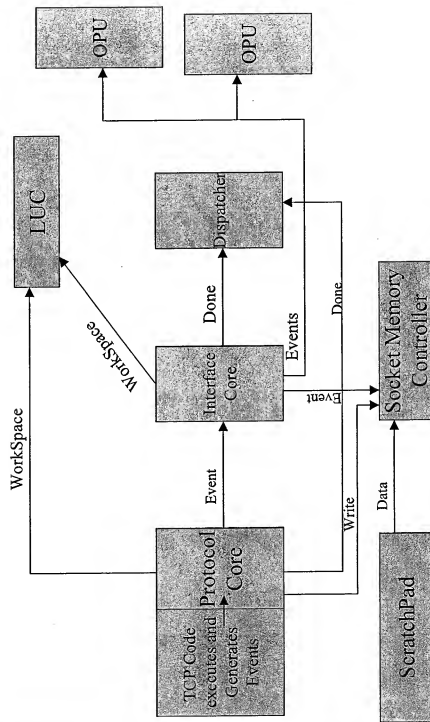 OPU
OPU
LUC
WorkSpace
WorkSpace
Dispatcher
Done
Events
Done
Interface
Core
Event
Event
Protocol
Core
TCP Code
executes and
Generates
Events
Write
Socket Memory
Controller
Data
ScratchPad